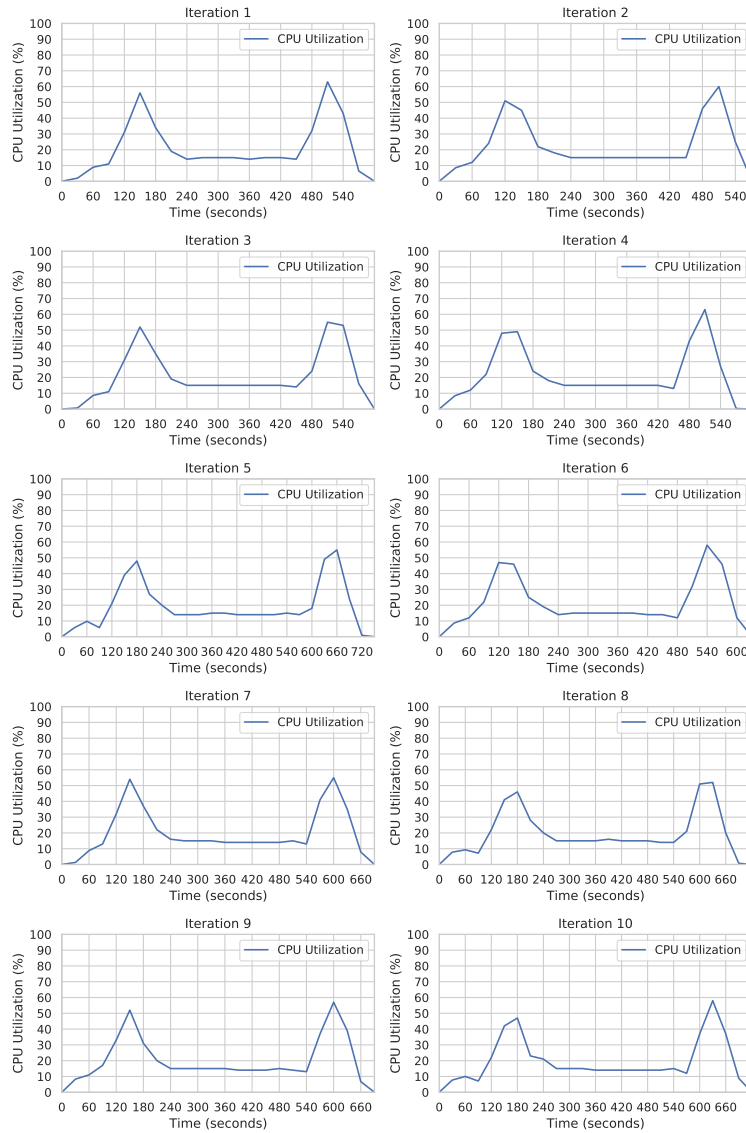 Iteration 1
CPU Utilization (%)
100
90
80
70
60
50
40
30
20
10
0
CPU Utilization
0 60 120 180 240 300 360 420 480 540
Time (seconds)
Iteration 2
CPU Utilization (%)
100
90
80
70
60
50
40
30
20
10
0
CPU Utilization
0 60 120 180 240 300 360 420 480 540
Time (seconds)
Iteration 3
CPU Utilization (%)
100
90
80
70
60
50
40
30
20
10
0
CPU Utilization
0 60 120 180 240 300 360 420 480 540
Time (seconds)
Iteration 4
CPU Utilization (%)
100
90
80
70
60
50
40
30
20
10
0
CPU Utilization
0 60 120 180 240 300 360 420 480 540
Time (seconds)
Iteration 5
CPU Utilization (%)
100
90
80
70
60
50
40
30
20
10
0
CPU Utilization
0 60 120 180 240 300 360 420 480 540 600 660 720
Time (seconds)
Iteration 6
CPU Utilization (%)
100
90
80
70
60
50
40
30
20
10
0
CPU Utilization
0 60 120 180 240 300 360 420 480 540 600
Time (seconds)
Iteration 7
CPU Utilization (%)
100
90
80
70
60
50
40
30
20
10
0
CPU Utilization
0 60 120 180 240 300 360 420 480 540 600 660
Time (seconds)
Iteration 8
CPU Utilization (%)
100
90
80
70
60
50
40
30
20
10
0
CPU Utilization
0 60 120 180 240 300 360 420 480 540 600 660
Time (seconds)
Iteration 9
CPU Utilization (%)
100
90
80
70
60
50
40
30
20
10
0
CPU Utilization
0 60 120 180 240 300 360 420 480 540 600 660
Time (seconds)
Iteration 10
CPU Utilization (%)
100
90
80
70
60
50
40
30
20
10
0
CPU Utilization
0 60 120 180 240 300 360 420 480 540 600 660
Time (seconds)